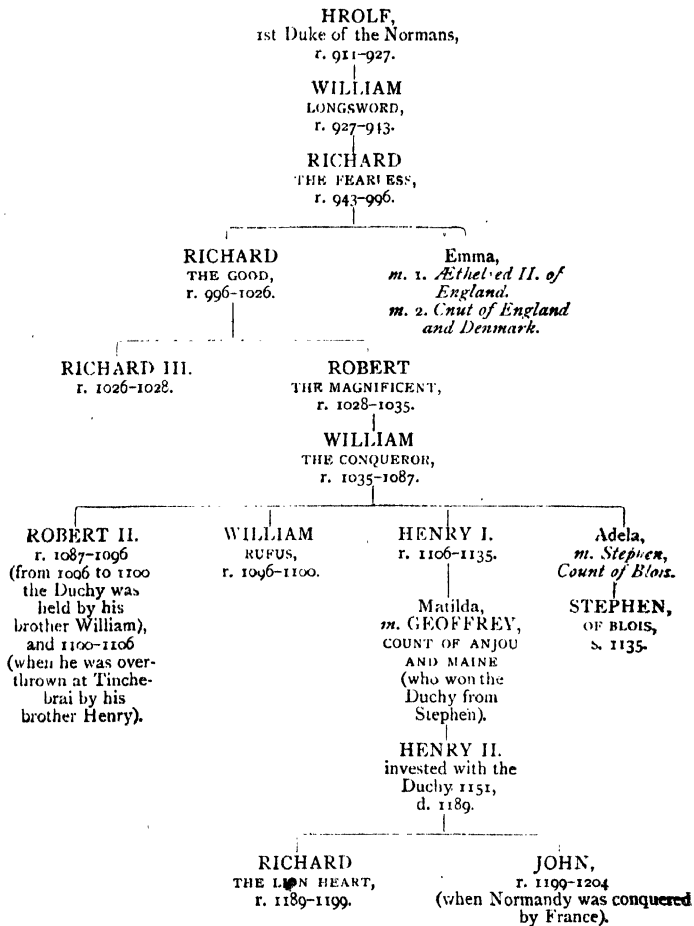 HROLF,
1st Duke of the Normans,
r. 911–927.
WILLIAM
LONGSWORD,
r. 927–943.
RICHARD
THE FEARLESS,
r. 943–996.
RICHARD
THE GOOD,
r. 996–1026.
Emma,
m. 1. Æthelred II. of
England.
m. 2. Cnut of England
and Denmark.
RICHARD III.
r. 1026–1028.
ROBERT
THE MAGNIFICENT,
r. 1028–1035.
WILLIAM
THE CONQUEROR,
r. 1035–1087.
ROBERT II.
r. 1087–1096
(from 1096 to 1100
the Duchy was
held by his
brother William),
and 1100–1106
(when he was over-
thrown at Tinche-
brai by his
brother Henry).
WILLIAM
RUFUS,
r. 1096–1100.
HENRY I.
r. 1106–1135.
Matilda,
m. GEOFFREY,
COUNT OF ANJOU
AND MAINE
(who won the
Duchy from
Stephen).
HENRY II.
invested with the
Duchy 1151,
d. 1189.
Adela,
m. Stephen,
Count of Blois.
STEPHEN,
OF BLOIS,
s. 1135.
RICHARD
THE LION HEART,
r. 1189–1199.
JOHN,
r. 1199–1204
(when Normandy was conquered
by France).